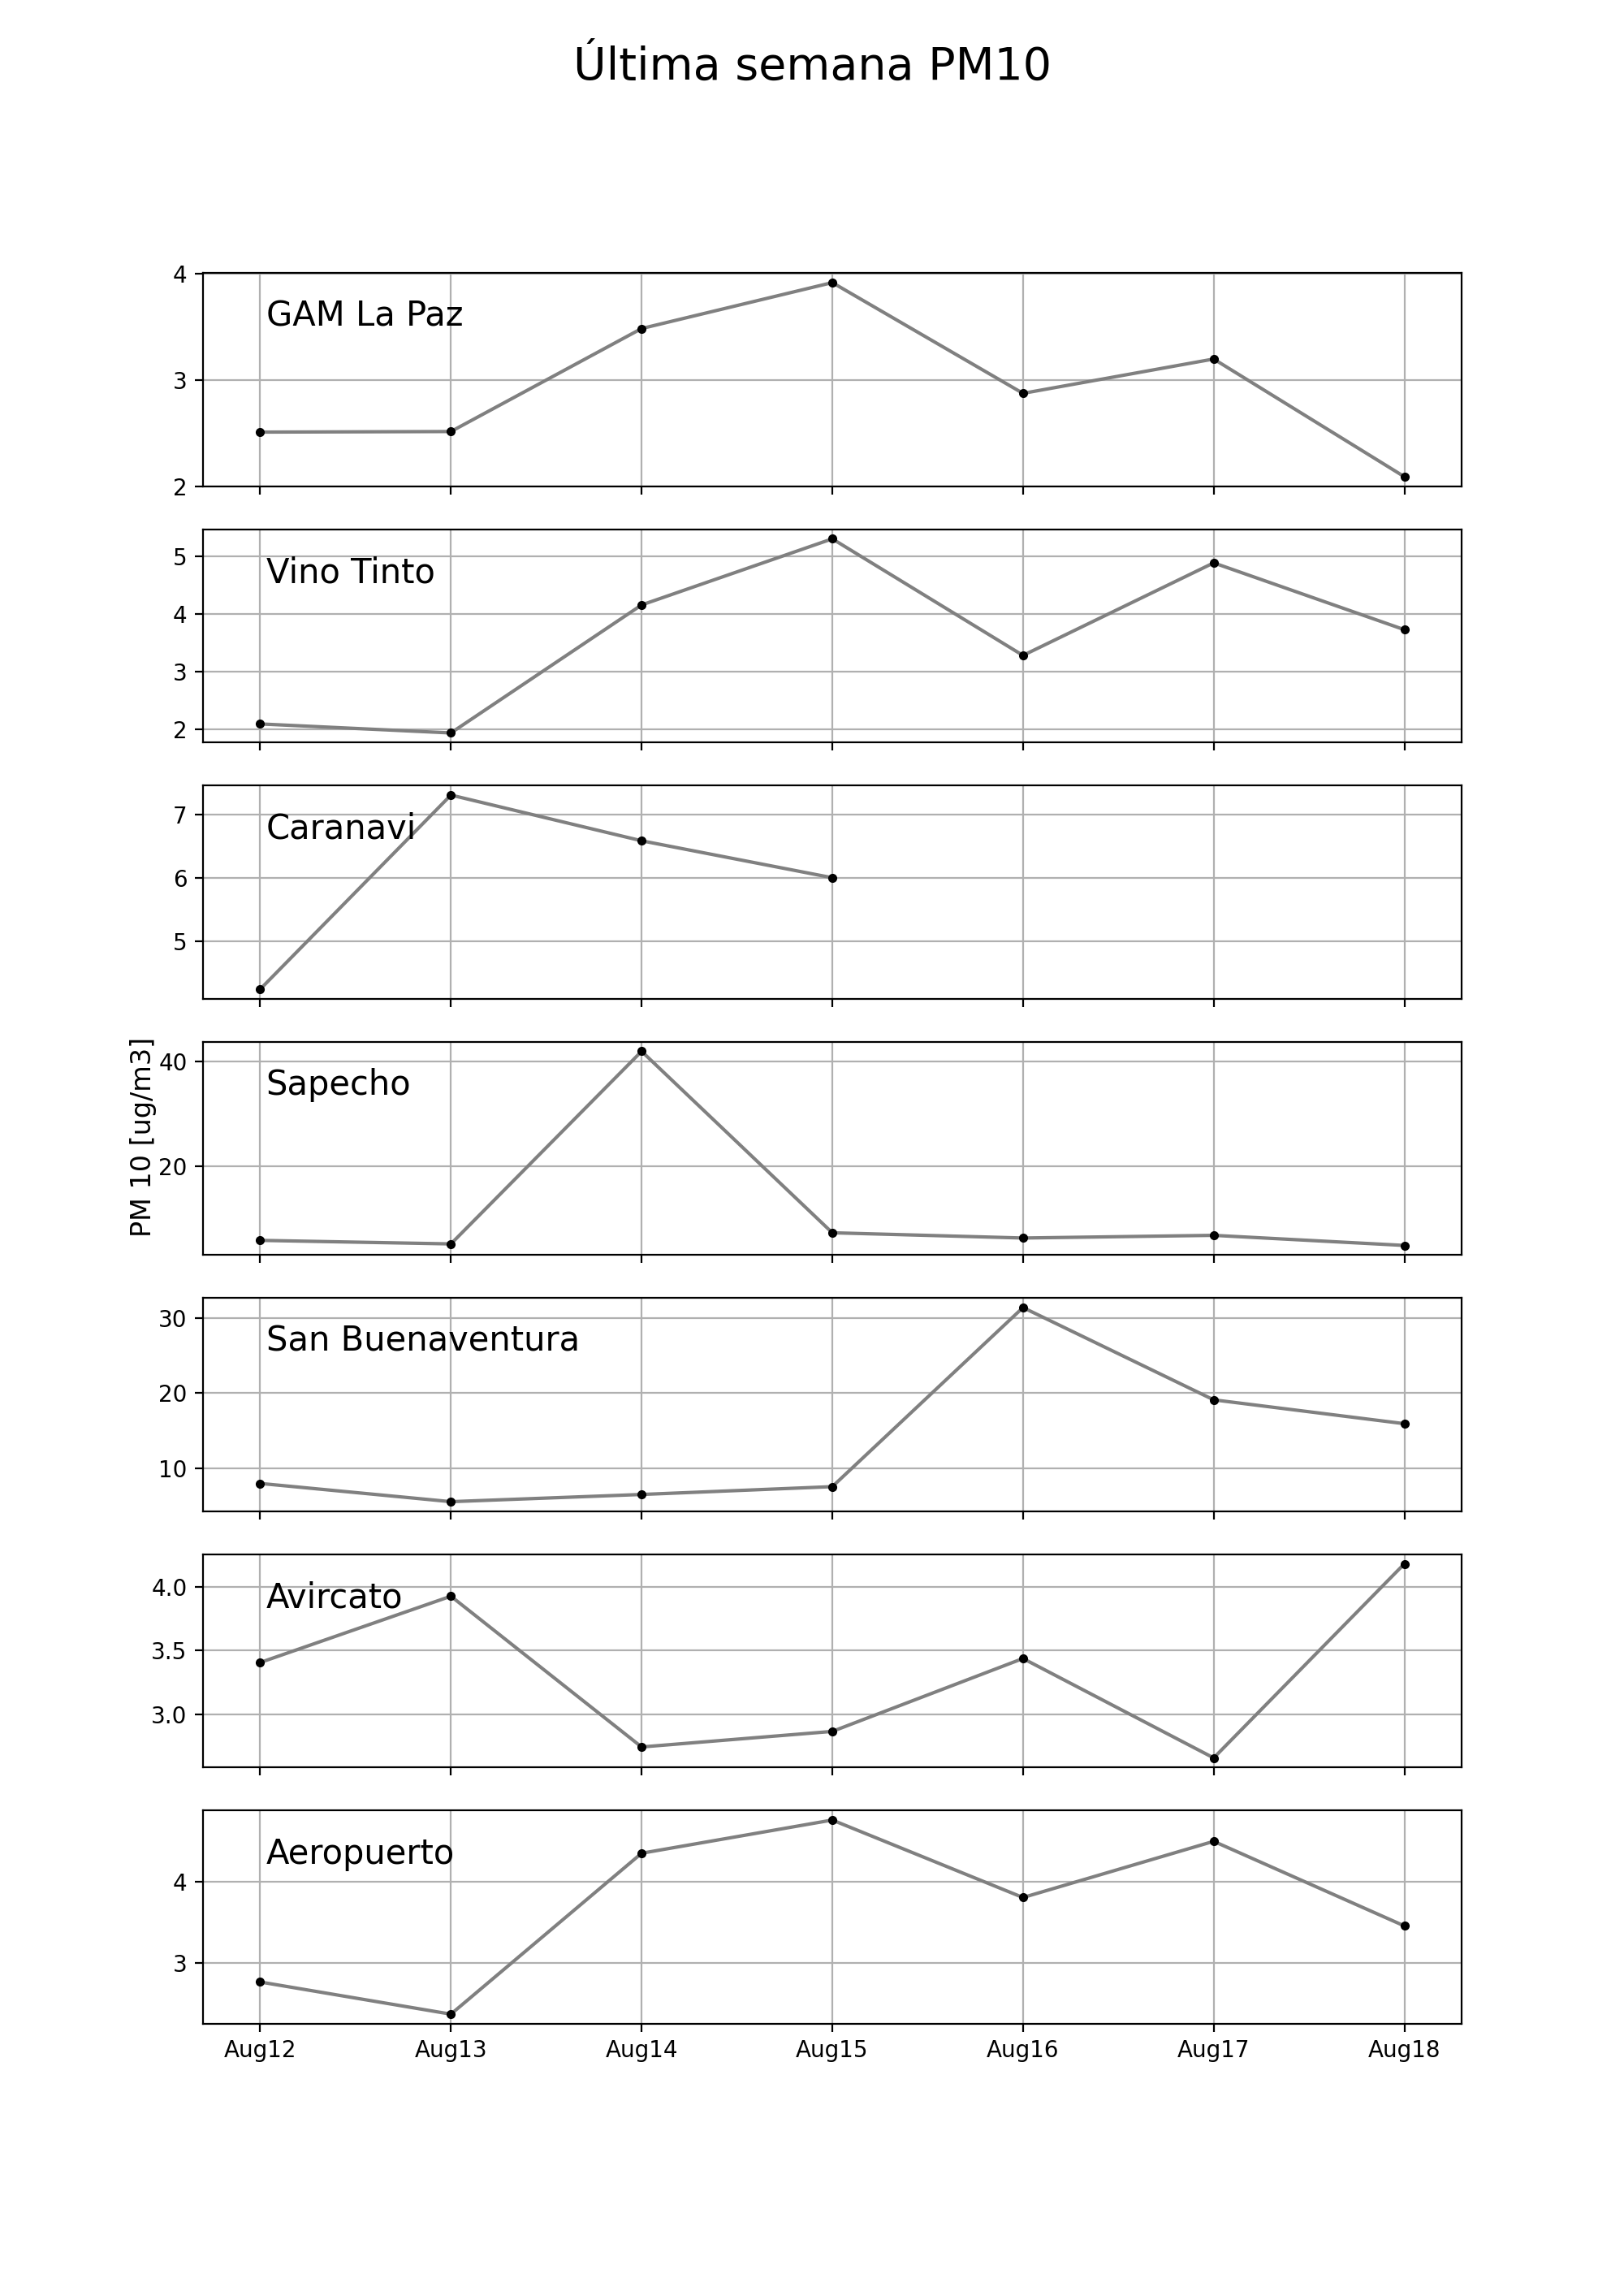 Última semana PM10
4
GAM La Paz
3
2
5
Vino Tinto
4
3
2
7
Caranavi
6
5
PM 10 [ug/m3]
40
Sapecho
20
30
San Buenaventura
20
10
4.0
Avircato
3.5
3.0
Aeropuerto
4
3
Aug12 Aug13 Aug14 Aug15 Aug16 Aug17 Aug18